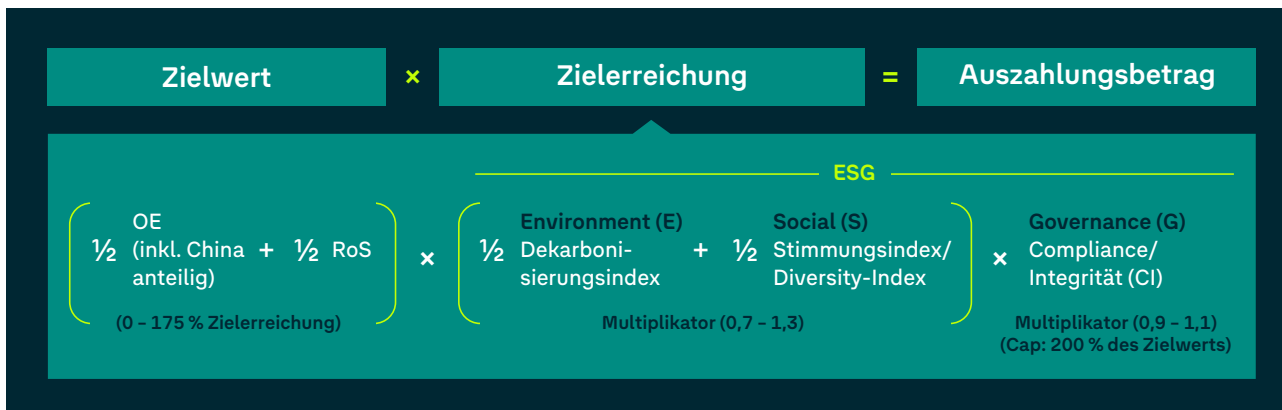 Zielwert × Zielerreichung = Auszahlungsbetrag
ESG
½ OE (inkl. China anteilig) + ½ RoS
(0 – 175 % Zielerreichung)
×
½ Environment (E)
Dekarboni-
sierungsindex
+
½ Social (S)
Stimmungsindex/
Diversity-Index
Multiplikator (0,7 – 1,3)
×
Governance (G)
Compliance/
Integrität (CI)
Multiplikator (0,9 – 1,1)
(Cap: 200 % des Zielwerts)